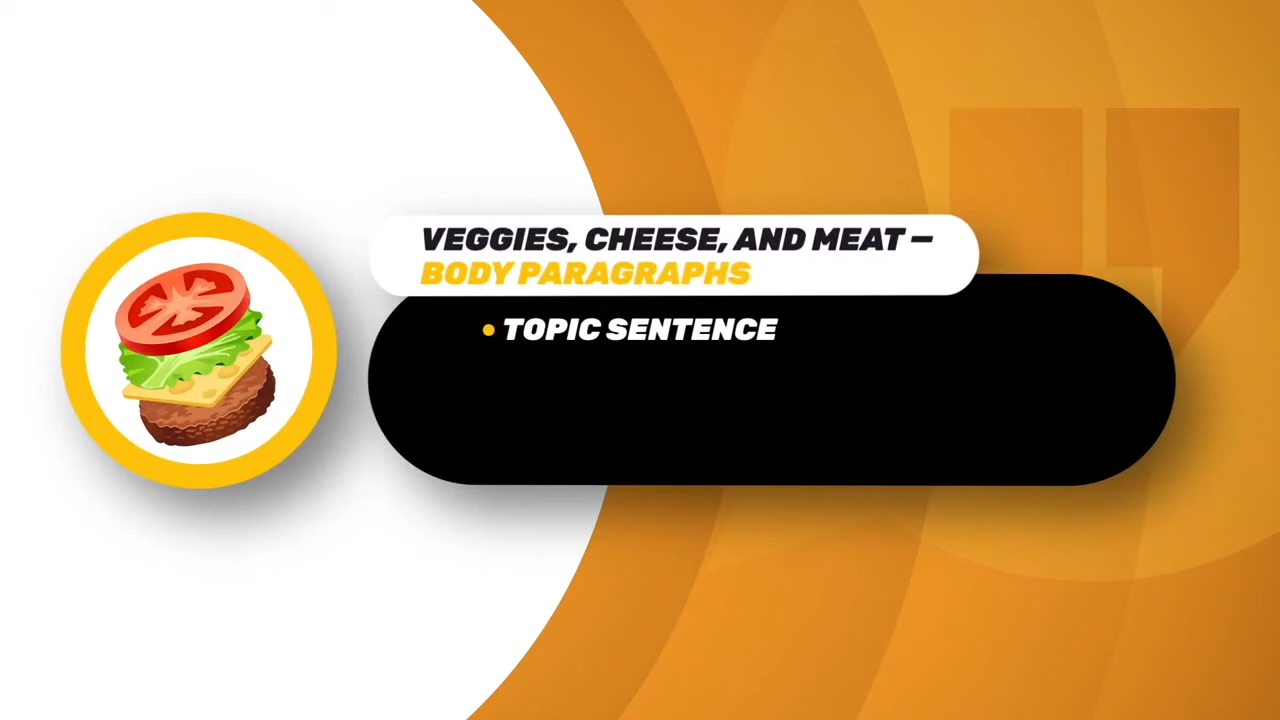 VEGGIES, CHEESE, AND MEAT –
BODY PARAGRAPHS
• TOPIC SENTENCE